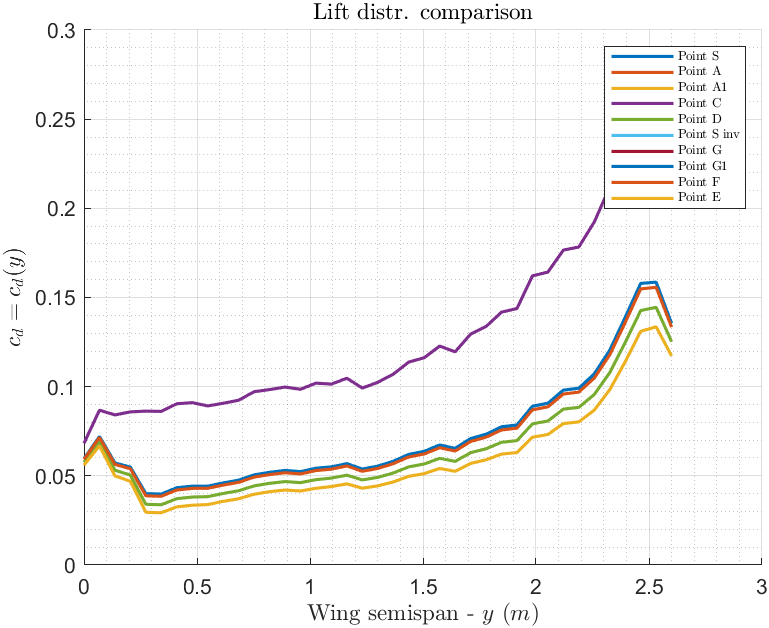 Lift distr. comparison
0.3
0.25
0.2
0.15
0.1
0.05
0
c_d = c_d(y)
Point S
Point A
Point A1
Point C
Point D
Point S inv
Point G
Point G1
Point F
Point E
0 0.5 1 1.5 2 2.5 3
Wing semispan - y (m)